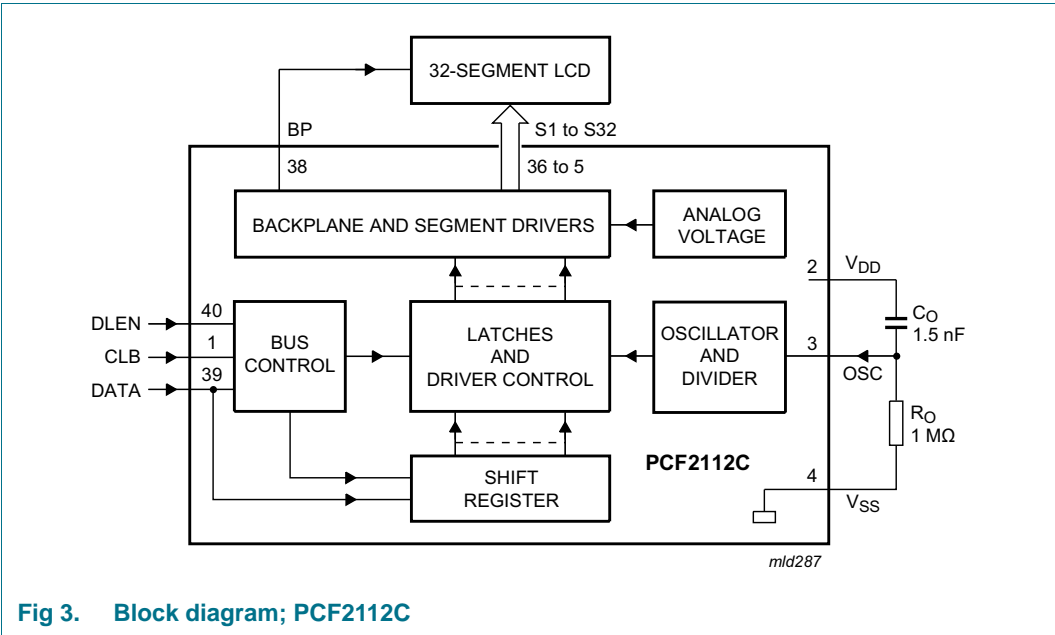 32-SEGMENT LCD
BP
S1 to S32
38
36 to 5
BACKPLANE AND SEGMENT DRIVERS
ANALOG
VOLTAGE
2
VDD
CO
1.5 nF
DLEN
40
CLB
1
DATA
39
BUS
CONTROL
LATCHES
AND
DRIVER CONTROL
OSCILLATOR
AND
DIVIDER
3
OSC
RO
1 MΩ
PCF2112C
SHIFT
REGISTER
4
VSS
mld287
Fig 3. Block diagram; PCF2112C